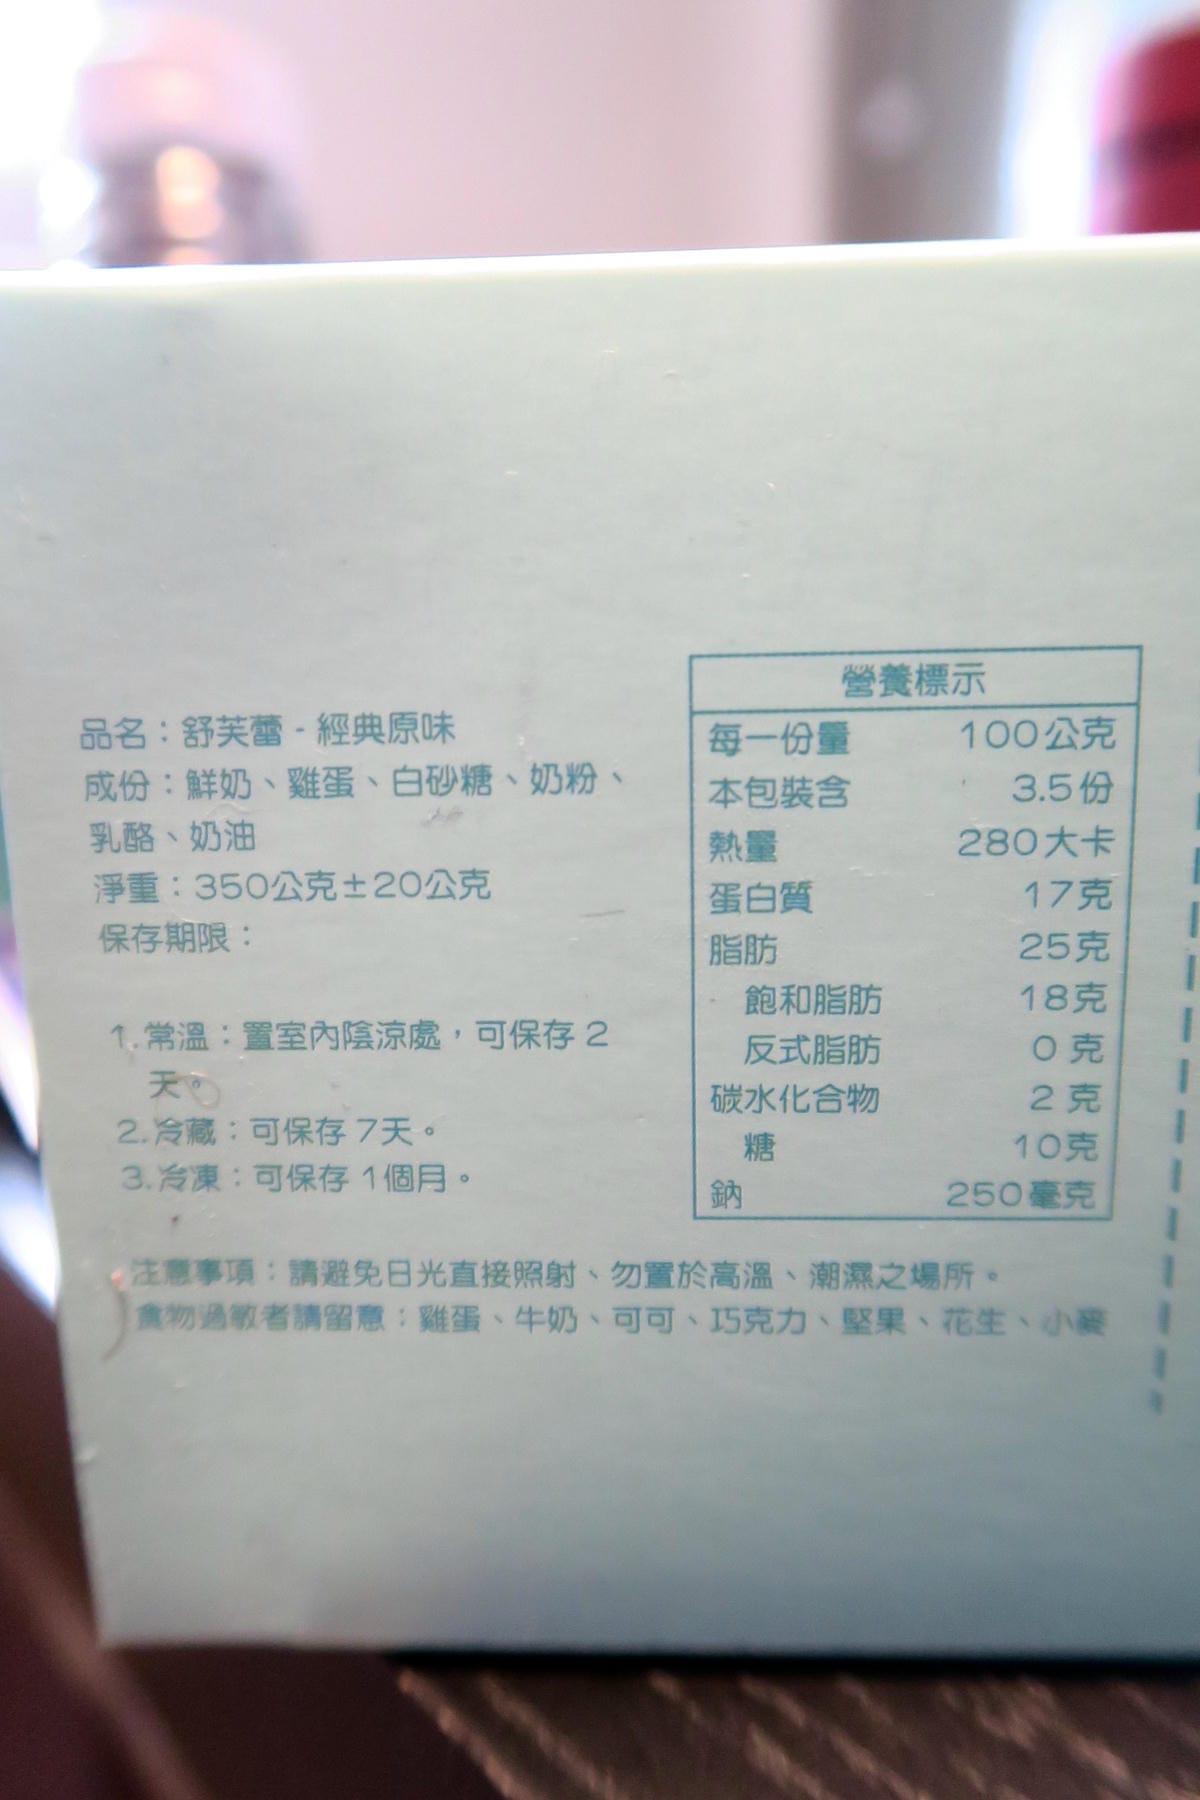 品名：舒芙蕾-經典原味
成份：鮮奶、雞蛋、白砂糖、奶粉、
乳酪、奶油
淨重：350公克±20公克
保存期限：
1.常溫：置室內陰涼處，可保存2
天。
2.冷藏：可保存7天。
3.冷凍：可保存1個月。
營養標示
每一份量 100公克
本包裝含 3.5份
熱量 280大卡
蛋白質 17克
脂肪 25克
飽和脂肪 18克
反式脂肪 0克
碳水化合物 2克
糖 10克
鈉 250毫克
注意事項：請避免日光直接照射、勿置於高溫、潮濕之場所。
食物過敏者請留意：雞蛋、牛奶、可可、巧克力、堅果、花生、小麥